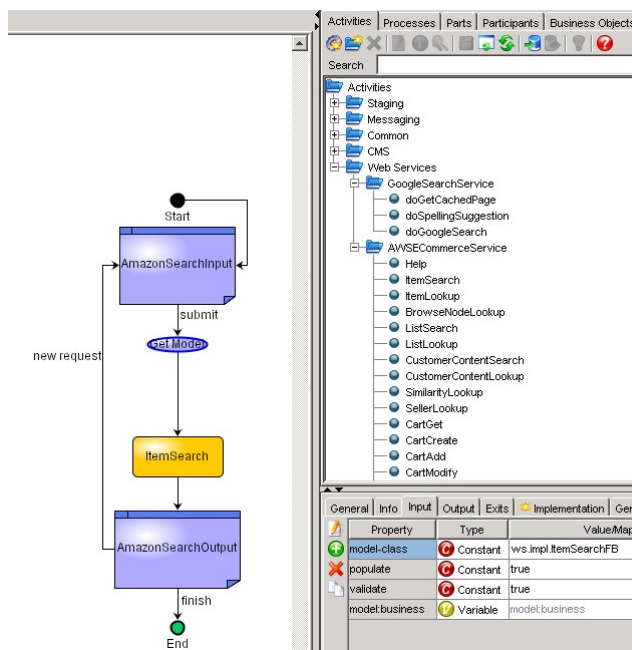 Start
AmazonSearchInput
submit
Get Model
new request
ItemSearch
AmazonSearchOutput
finish
End
Activities Processes Parts Participants Business Objects
Search
Activities
Staging
Messaging
Common
CMS
Web Services
GoogleSearchService
doGetCachedPage
doSpellingSuggestion
doGoogleSearch
AWSECommerceService
Help
ItemSearch
ItemLookup
BrowseNodeLookup
ListSearch
ListLookup
CustomerContentSearch
CustomerContentLookup
SimilarityLookup
SellerLookup
CartGet
CartCreate
CartAdd
CartModify
General Info Input Output Exits Implementation Ger
Property Type Value/Map
model-class C Constant ws.impl.ItemSearchFB
populate C Constant true
validate C Constant true
model:business V Variable model:business